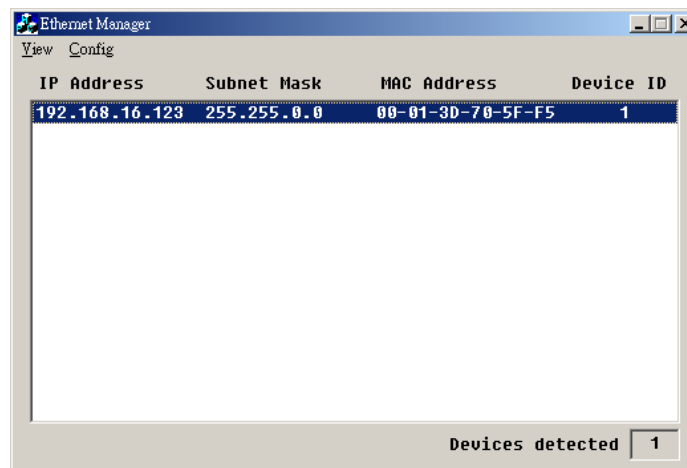 Ethernet Manager
View Config
IP Address Subnet Mask MAC Address Device ID
192.168.16.123 255.255.0.0 00-01-3D-70-5F-F5 1
Devices detected 1